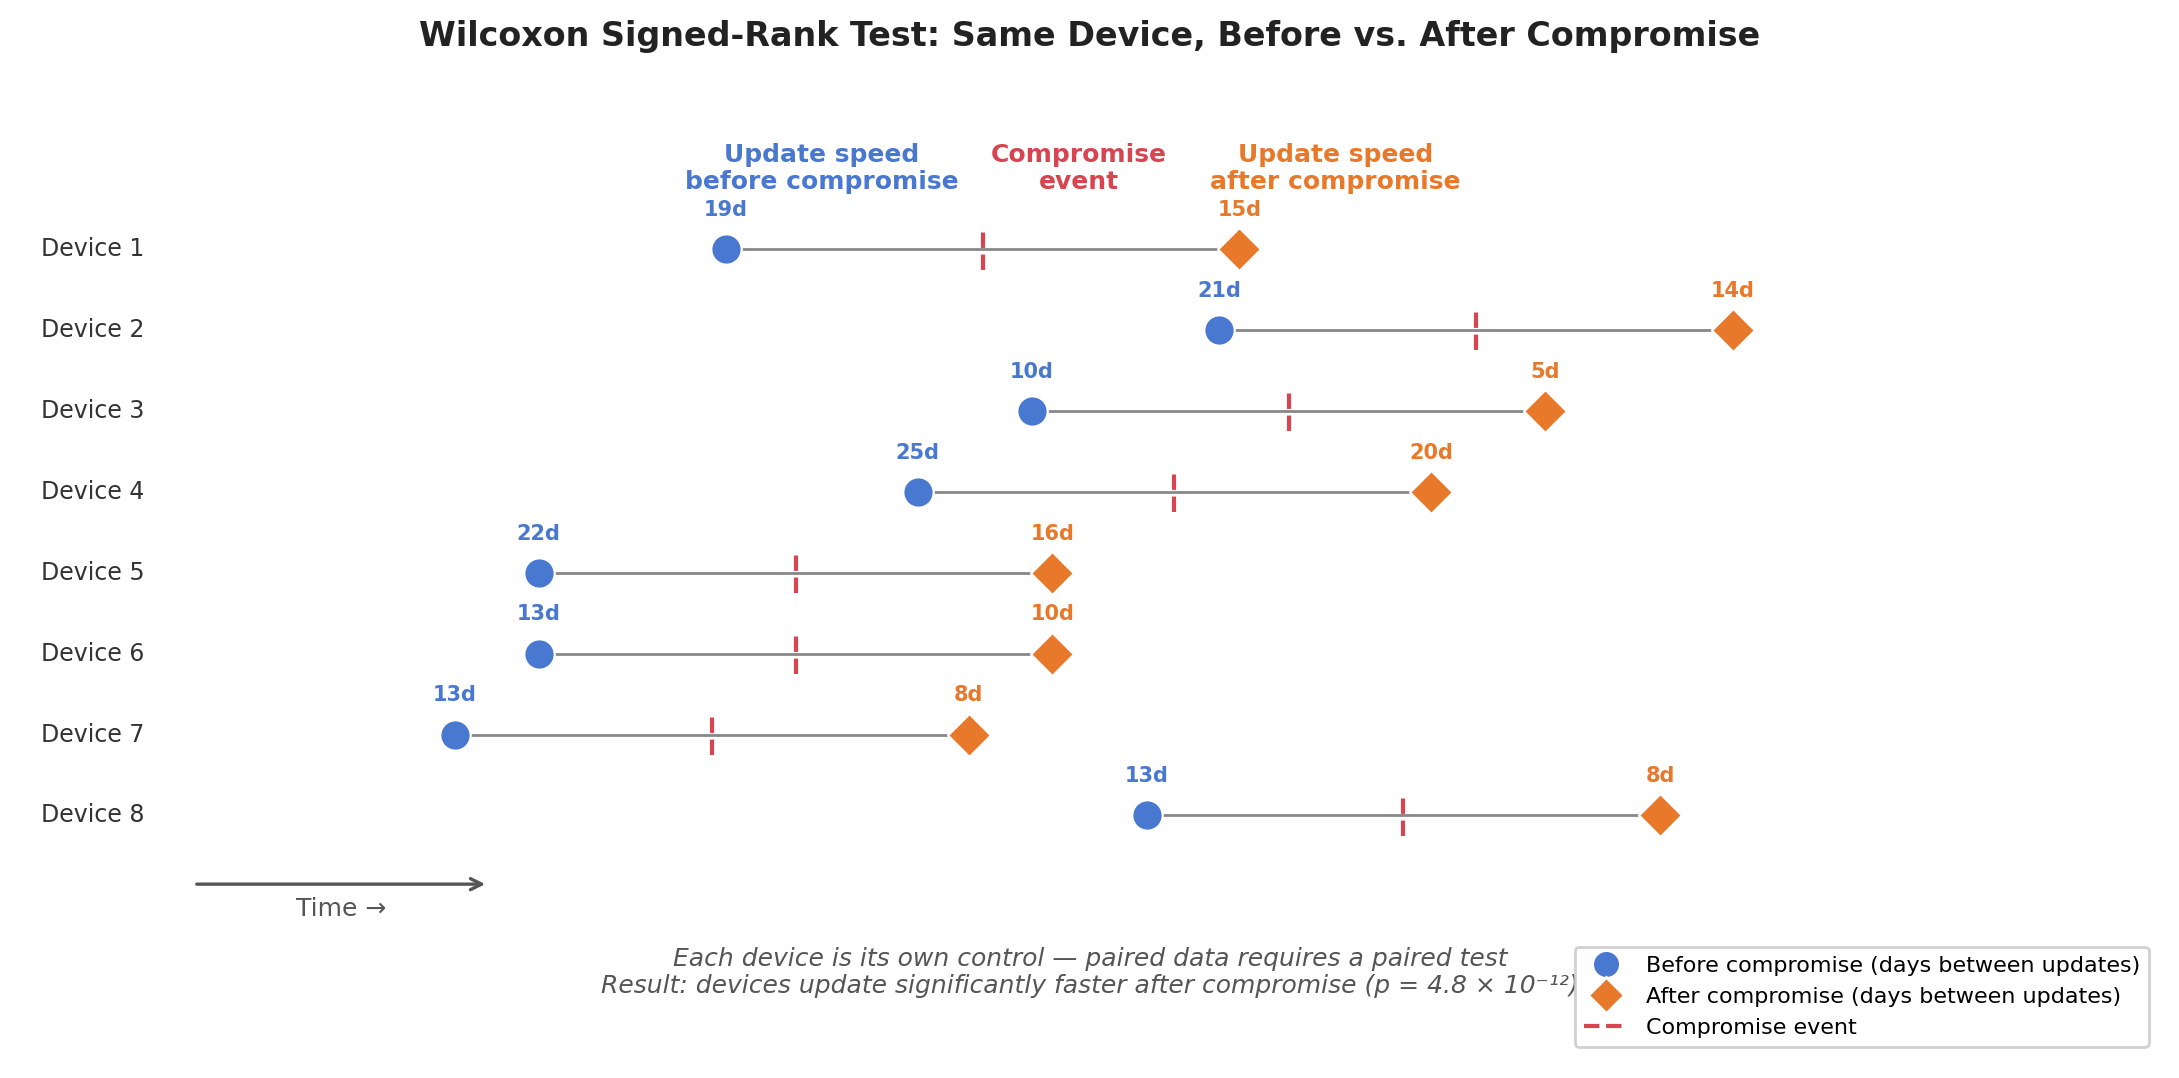 Wilcoxon Signed-Rank Test: Same Device, Before vs. After Compromise
Update speed
before compromise
Compromise
event
Update speed
after compromise
19d
15d
Device 1
21d
14d
Device 2
10d
5d
Device 3
25d
20d
Device 4
22d
16d
Device 5
13d
10d
Device 6
13d
8d
Device 7
13d
8d
Device 8
Time →
Each device is its own control — paired data requires a paired test
Result: devices update significantly faster after compromise (p = 4.8 × 10⁻¹²)
Before compromise (days between updates)
After compromise (days between updates)
Compromise event